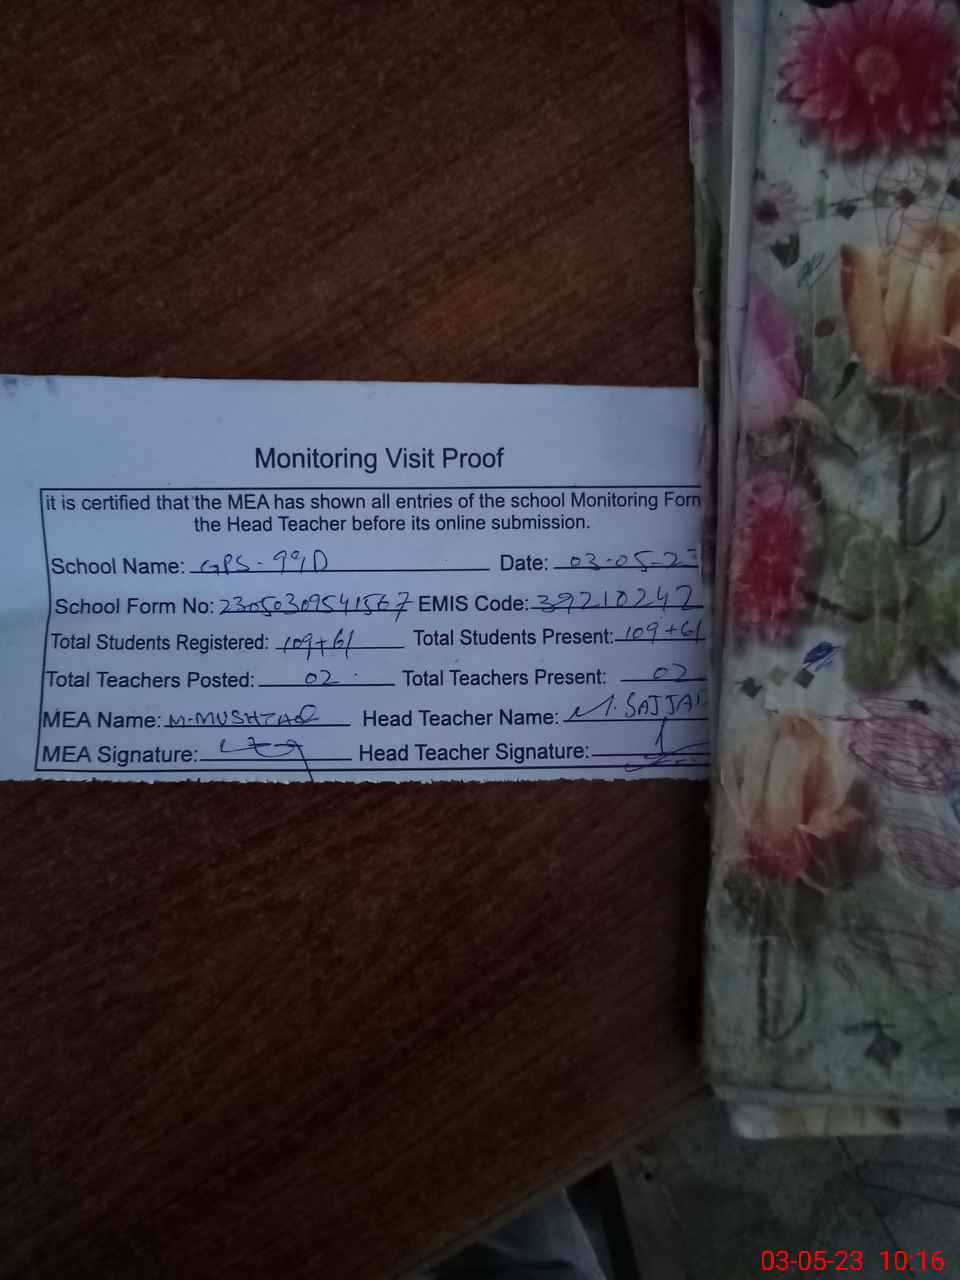 Monitoring Visit Proof
it is certified that the MEA has shown all entries of the school Monitoring Form
the Head Teacher before its online submission.
School Name: GPS-99D Date: 03-05-23
School Form No: 23050309541567 EMIS Code: 39210242
Total Students Registered: 109+61 Total Students Present: 109+61
Total Teachers Posted: 02 Total Teachers Present: 02
MEA Name: M-MUSHTAQ Head Teacher Name: M. SAJJAD
MEA Signature: Head Teacher Signature:
03-05-23 10:16